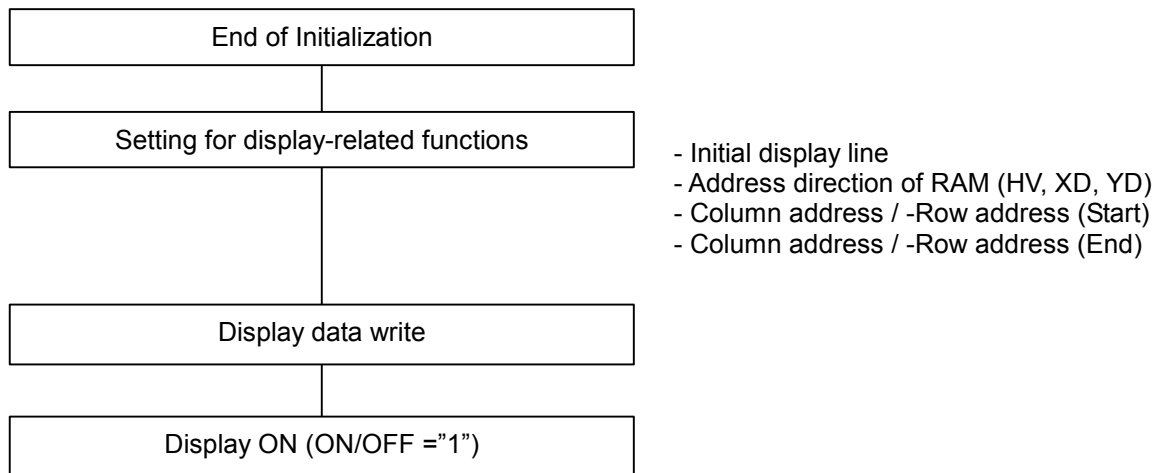 End of Initialization
Setting for display-related functions
- Initial display line
- Address direction of RAM (HV, XD, YD)
- Column address / -Row address (Start)
- Column address / -Row address (End)
Display data write
Display ON (ON/OFF =”1”)